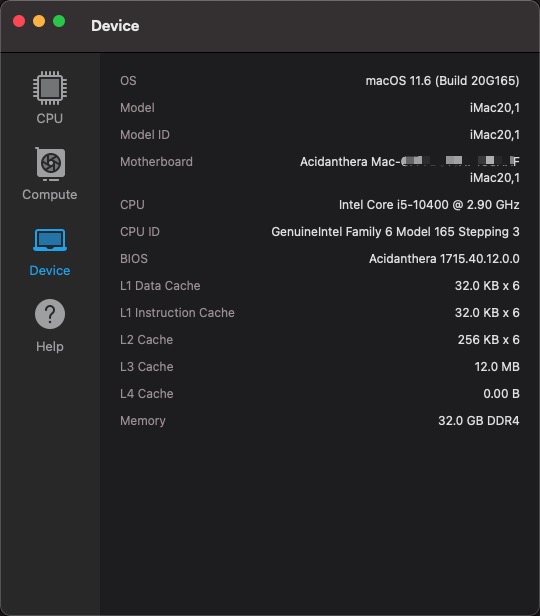 Device
CPU
Compute
Device
Help
OS macOS 11.6 (Build 20G165)
Model iMac20,1
Model ID iMac20,1
Motherboard Acidanthera Mac-
iMac20,1
CPU Intel Core i5-10400 @ 2.90 GHz
CPU ID GenuineIntel Family 6 Model 165 Stepping 3
BIOS Acidanthera 1715.40.12.0.0
L1 Data Cache 32.0 KB x 6
L1 Instruction Cache 32.0 KB x 6
L2 Cache 256 KB x 6
L3 Cache 12.0 MB
L4 Cache 0.00 B
Memory 32.0 GB DDR4